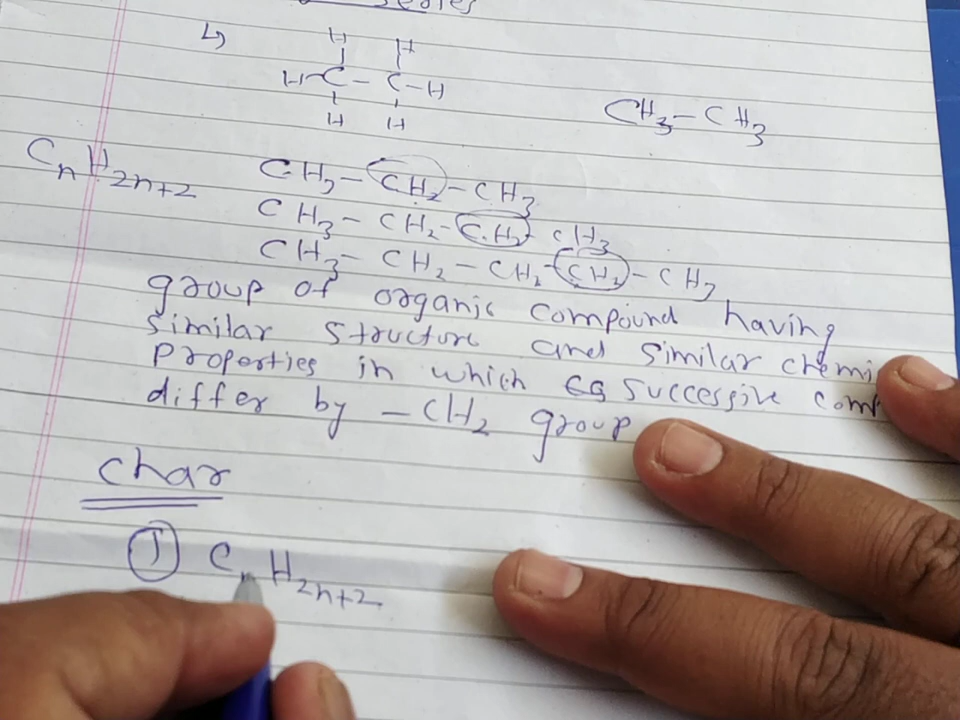 series
↳ H H
H-C-C-H
H H
CH3-CH3
CnH2n+2
CH3-CH2-CH3
CH3-CH2-CH2-CH3
CH3-CH2-CH2-CH2-CH3
group of organic compound having
similar structure and similar chemi
Properties in which successive comp
differ by -CH2 group
Char
① CnH2n+2